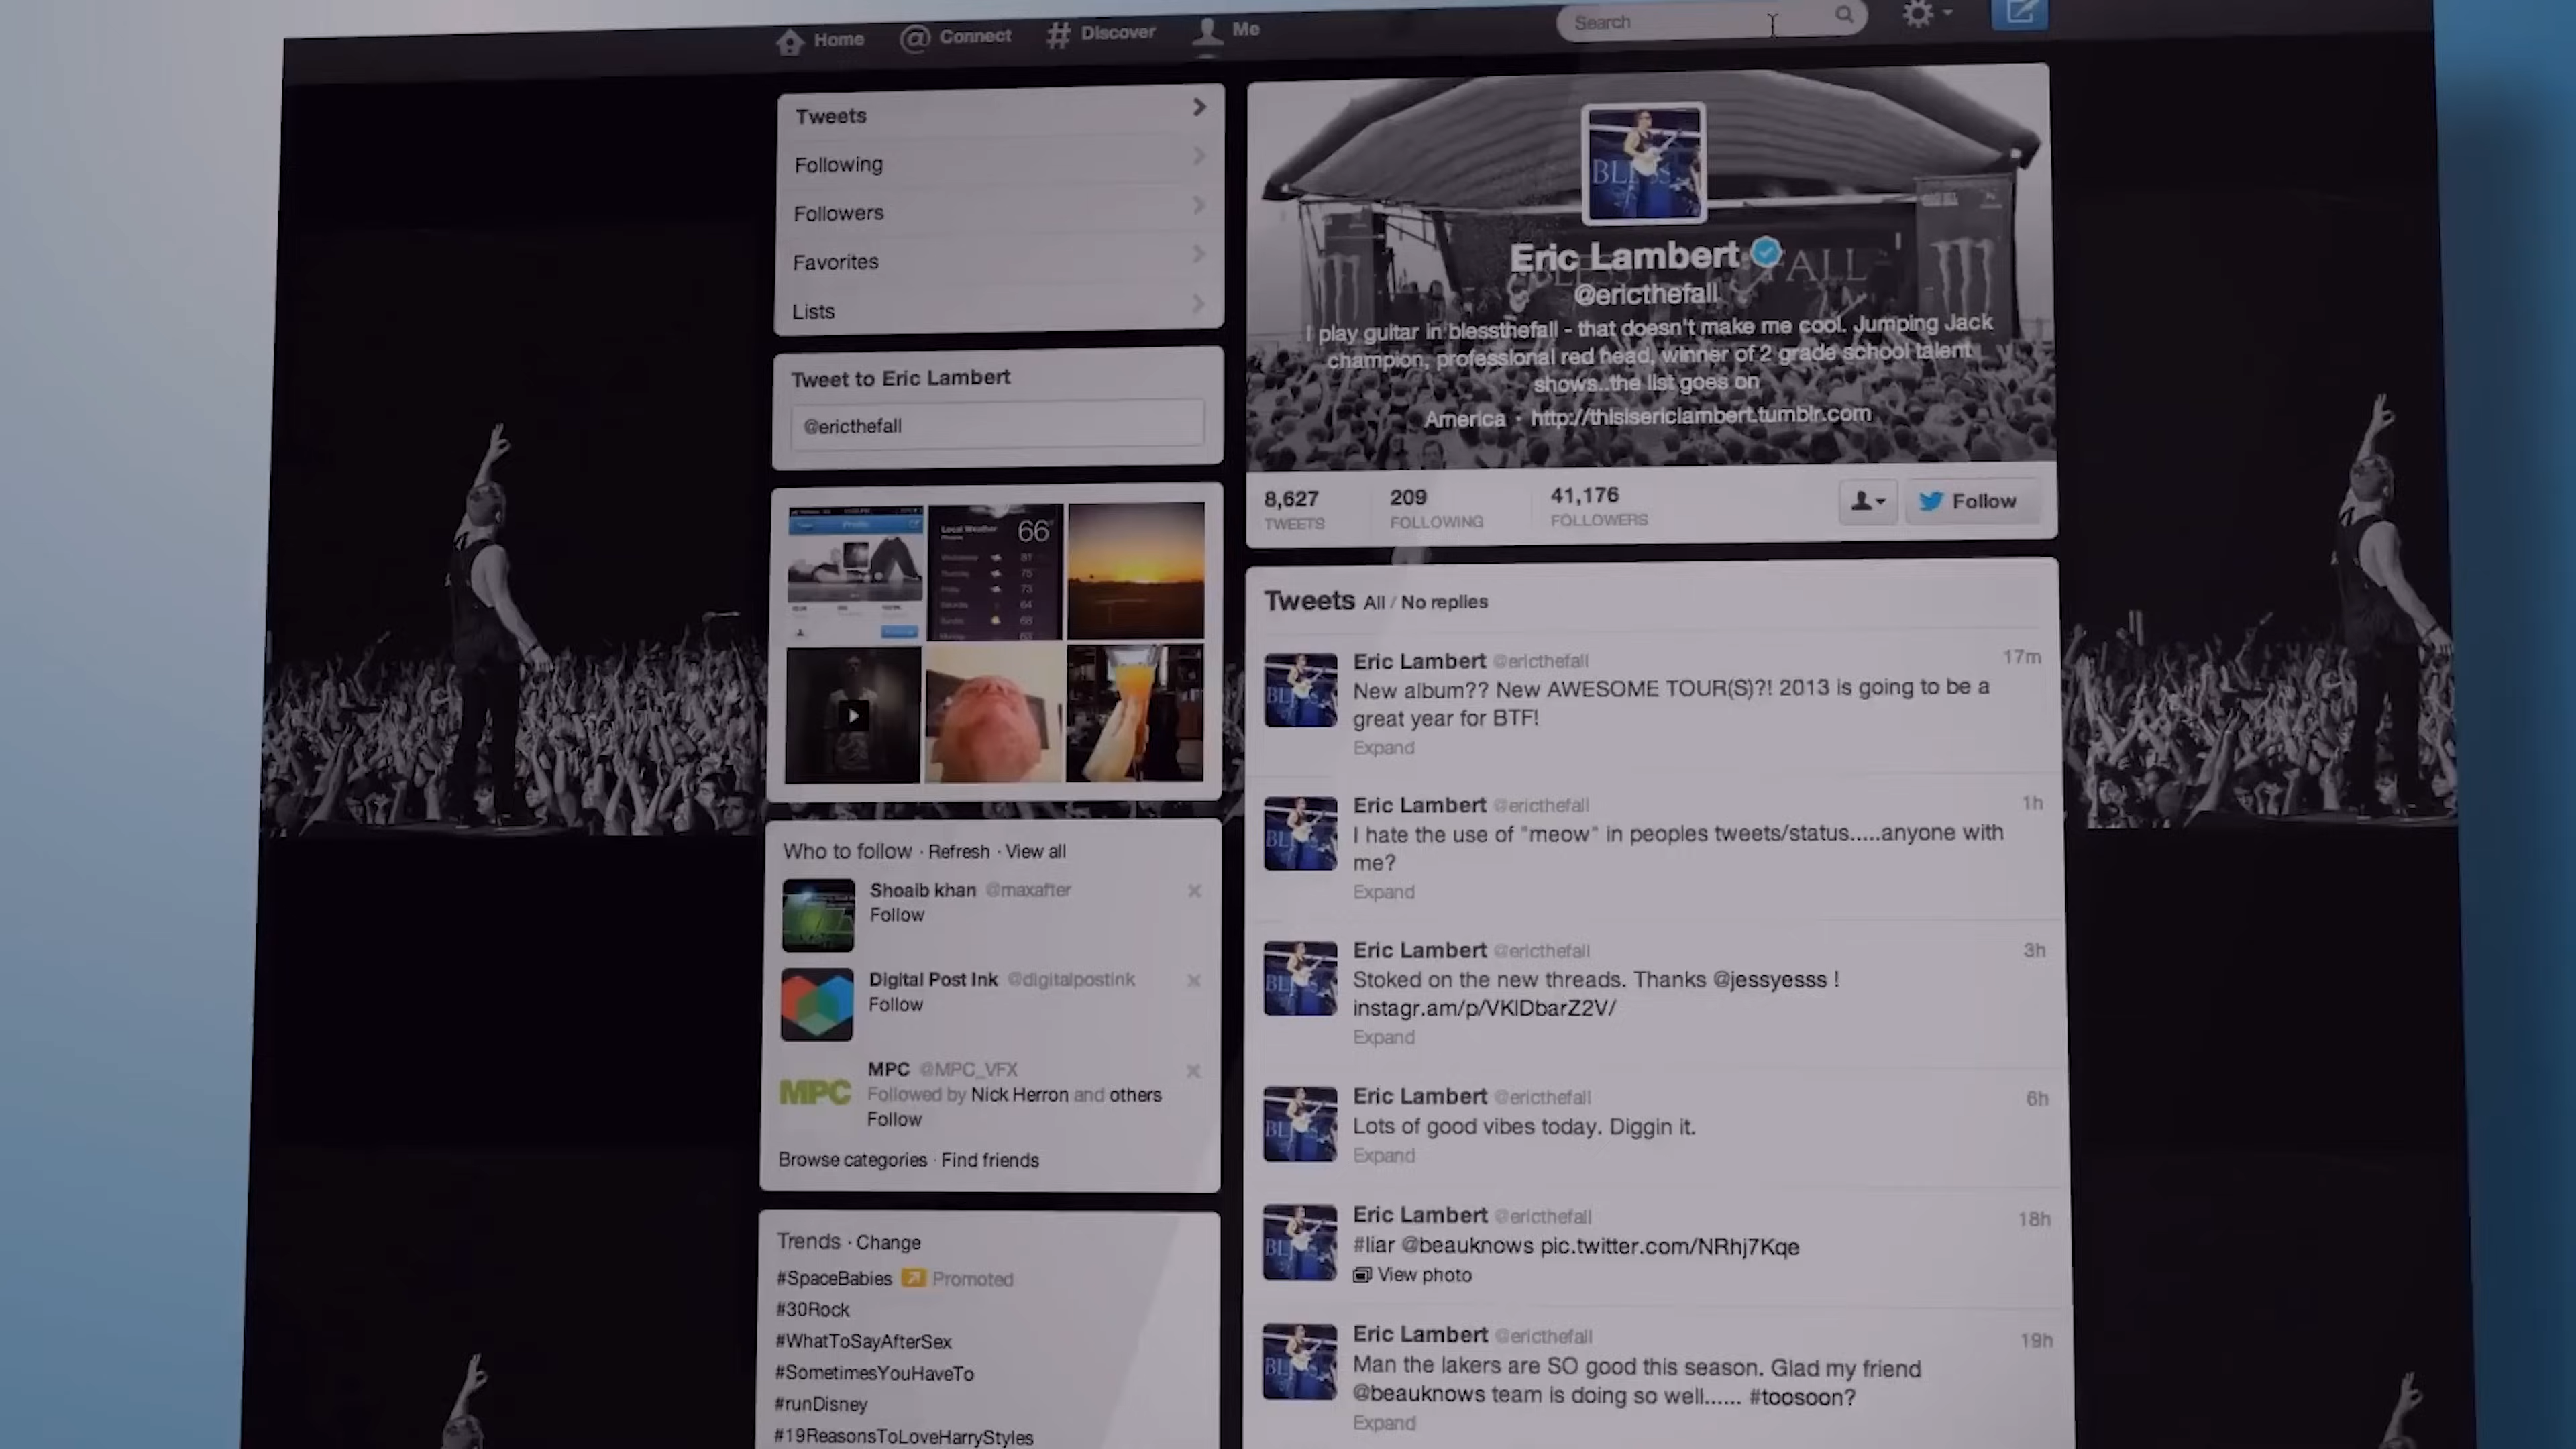 Home
Connect
Discover
Me
Search
Tweets
Following
Followers
Favorites
Lists
Tweet to Eric Lambert
@ericthefall
Local Weather
66°
81
75
73
64
68
63
Who to follow · Refresh · View all
Shoaib khan @maxafter
Follow
Digital Post Ink @digitalpostink
Follow
MPC
MPC @MPC_VFX
Followed by Nick Herron and others
Follow
Browse categories · Find friends
Trends · Change
#SpaceBabies Promoted
#30Rock
#WhatToSayAfterSex
#SometimesYouHaveTo
#runDisney
#19ReasonsToLoveHarryStyles
BLESS
Eric Lambert
FALL
@ericthefall
I play guitar in blessthefall - that doesn't make me cool. Jumping Jack
champion, professional red head, winner of 2 grade school talent
shows..the list goes on
America · http://thisisericlambert.tumblr.com
8,627 209 41,176
TWEETS FOLLOWING FOLLOWERS
Follow
Tweets All / No replies
Eric Lambert @ericthefall 17m
New album?? New AWESOME TOUR(S)?! 2013 is going to be a
great year for BTF!
Expand
Eric Lambert @ericthefall 1h
I hate the use of "meow" in peoples tweets/status.....anyone with
me?
Expand
Eric Lambert @ericthefall 3h
Stoked on the new threads. Thanks @jessyesss !
instagr.am/p/VKlDbarZ2V/
Expand
Eric Lambert @ericthefall 6h
Lots of good vibes today. Diggin it.
Expand
Eric Lambert @ericthefall 18h
#liar @beauknows pic.twitter.com/NRhj7Kqe
View photo
Eric Lambert @ericthefall 19h
Man the lakers are SO good this season. Glad my friend
@beauknows team is doing so well...... #toosoon?
Expand